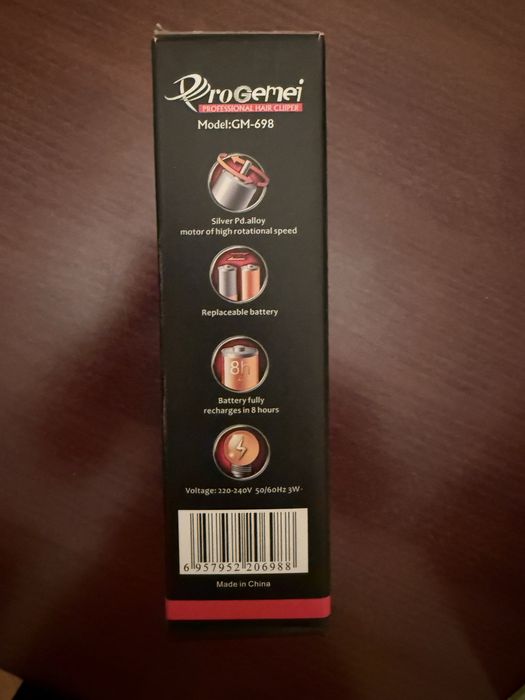 ProGemei
PROFESSIONAL HAIR CLIPER
Model:GM-698
Silver Pd.alloy
motor of high rotational speed
Replaceable battery
8h
Battery fully
recharges in 8 hours
Voltage: 220-240V 50/60Hz 3W-
6 957952 206988
Made in China